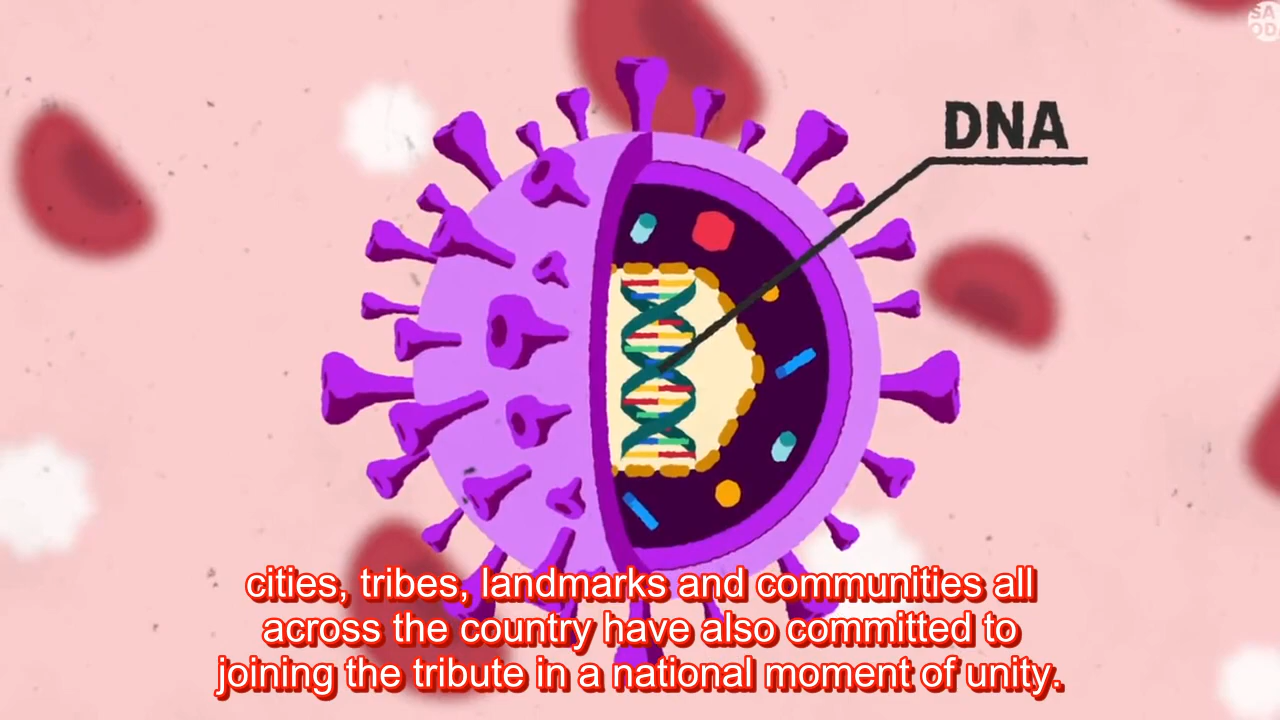 DNA
cities, tribes, landmarks and communities all
across the country have also committed to
joining the tribute in a national moment of unity.